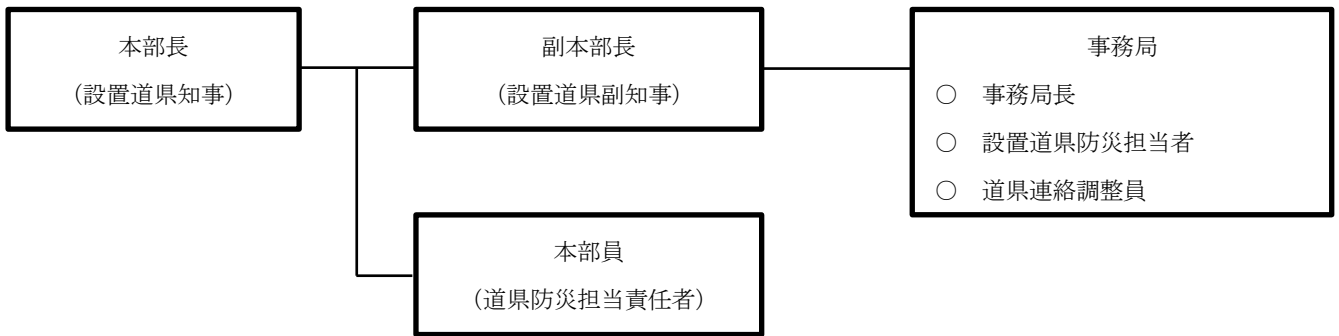 本部長
(設置道県知事)
副本部長
(設置道県副知事)
事務局
○ 事務局長
○ 設置道県防災担当者
○ 道県連絡調整員
本部員
(道県防災担当責任者)